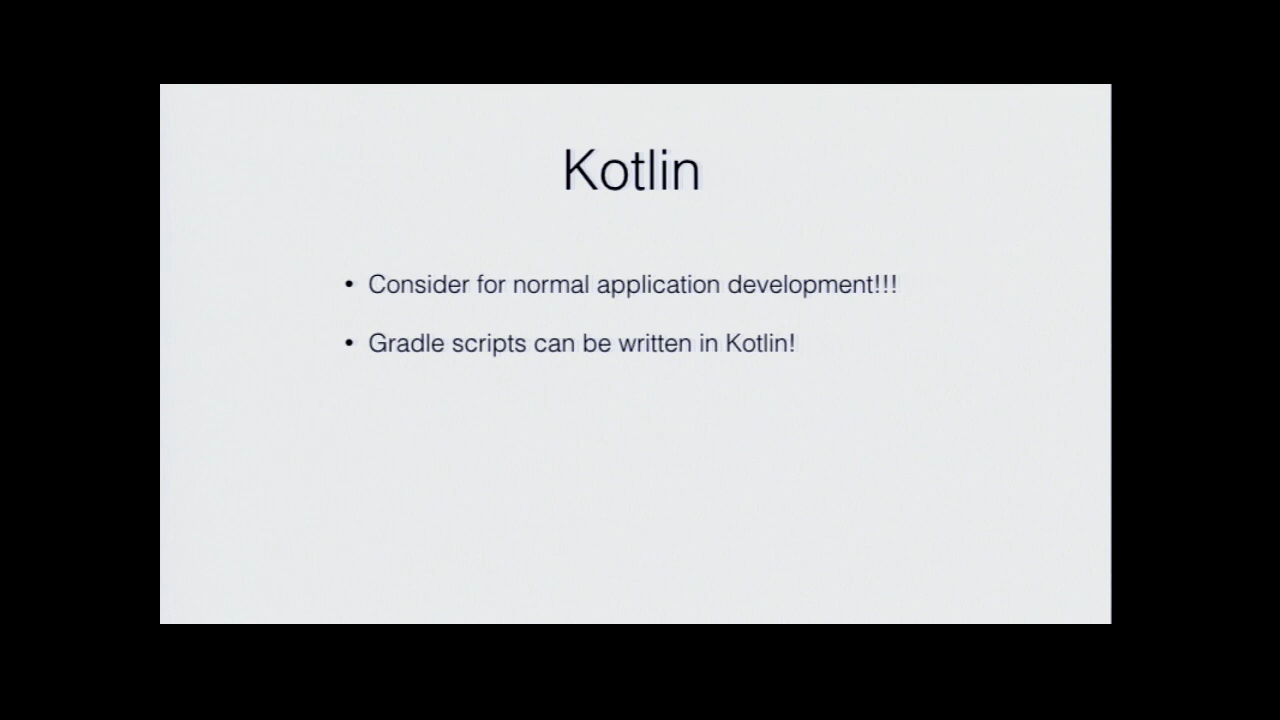 Kotlin
• Consider for normal application development!!!
• Gradle scripts can be written in Kotlin!